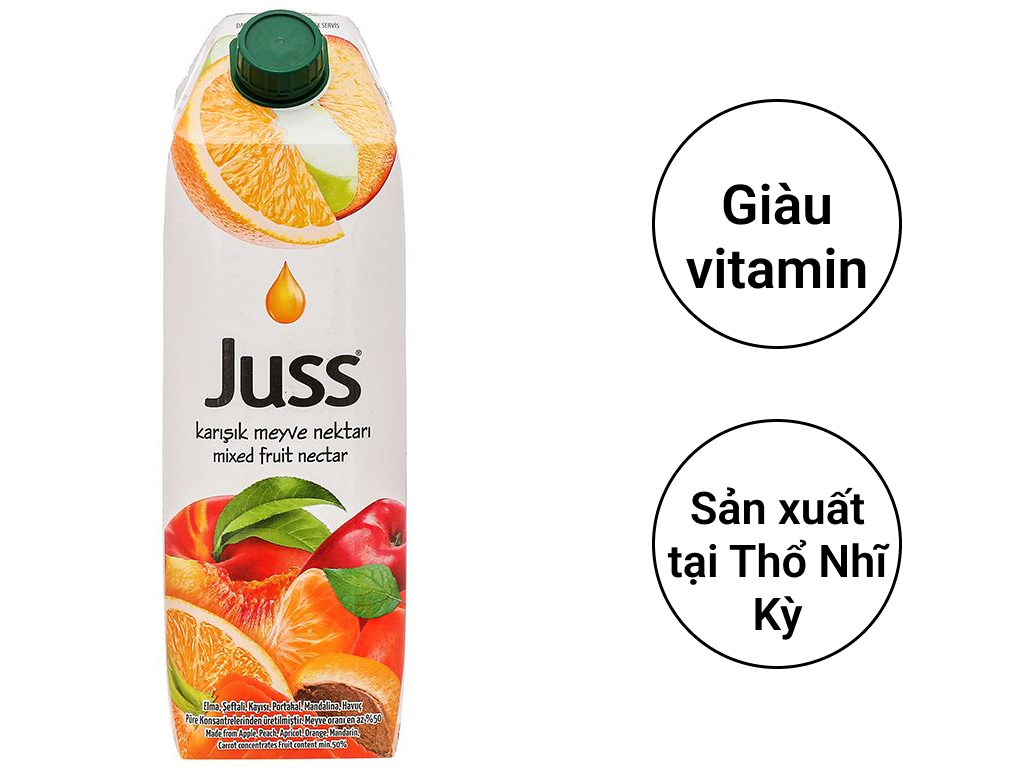 Juss®
karışık meyve nektarı
mixed fruit nectar
Elma, Şeftali, Kayısı, Portakal, Mandalina, Havuç
Püre Konsantrelerinden üretilmiştir. Meyve oranı en az %50
Made from Apple, Peach, Apricot, Orange, Mandarin,
Carrot concentrates Fruit content min.50%
Giàu
vitamin
Sản xuất
tại Thổ Nhĩ
Kỳ